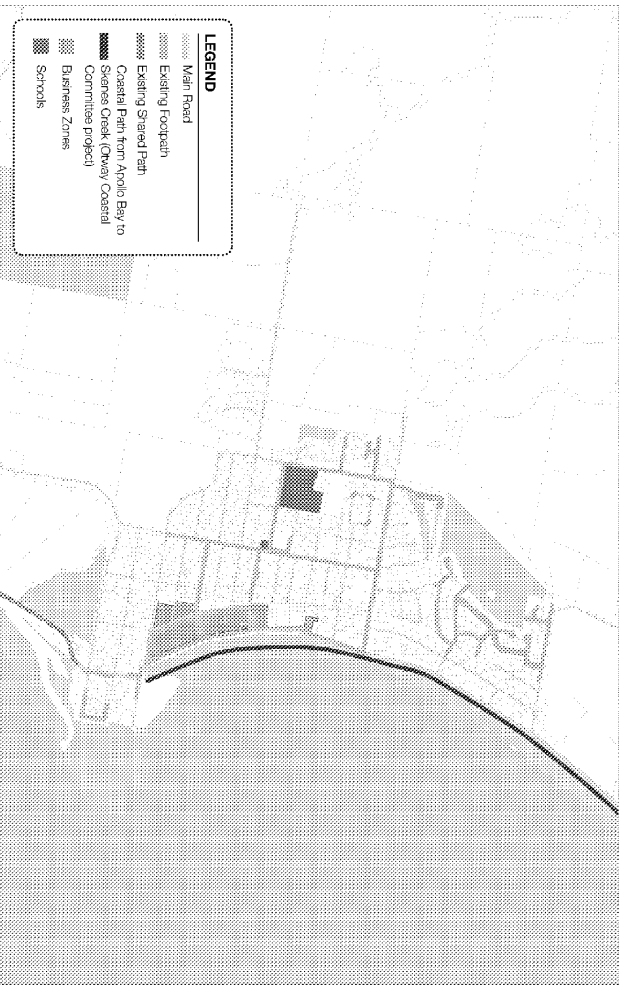 LEGEND
Main Road
Existing Footpath
Existing Shared Path
Coastal Path from Apollo Bay to
Skenes Creek (Otway Coastal
Committee project)
Business Zones
Schools